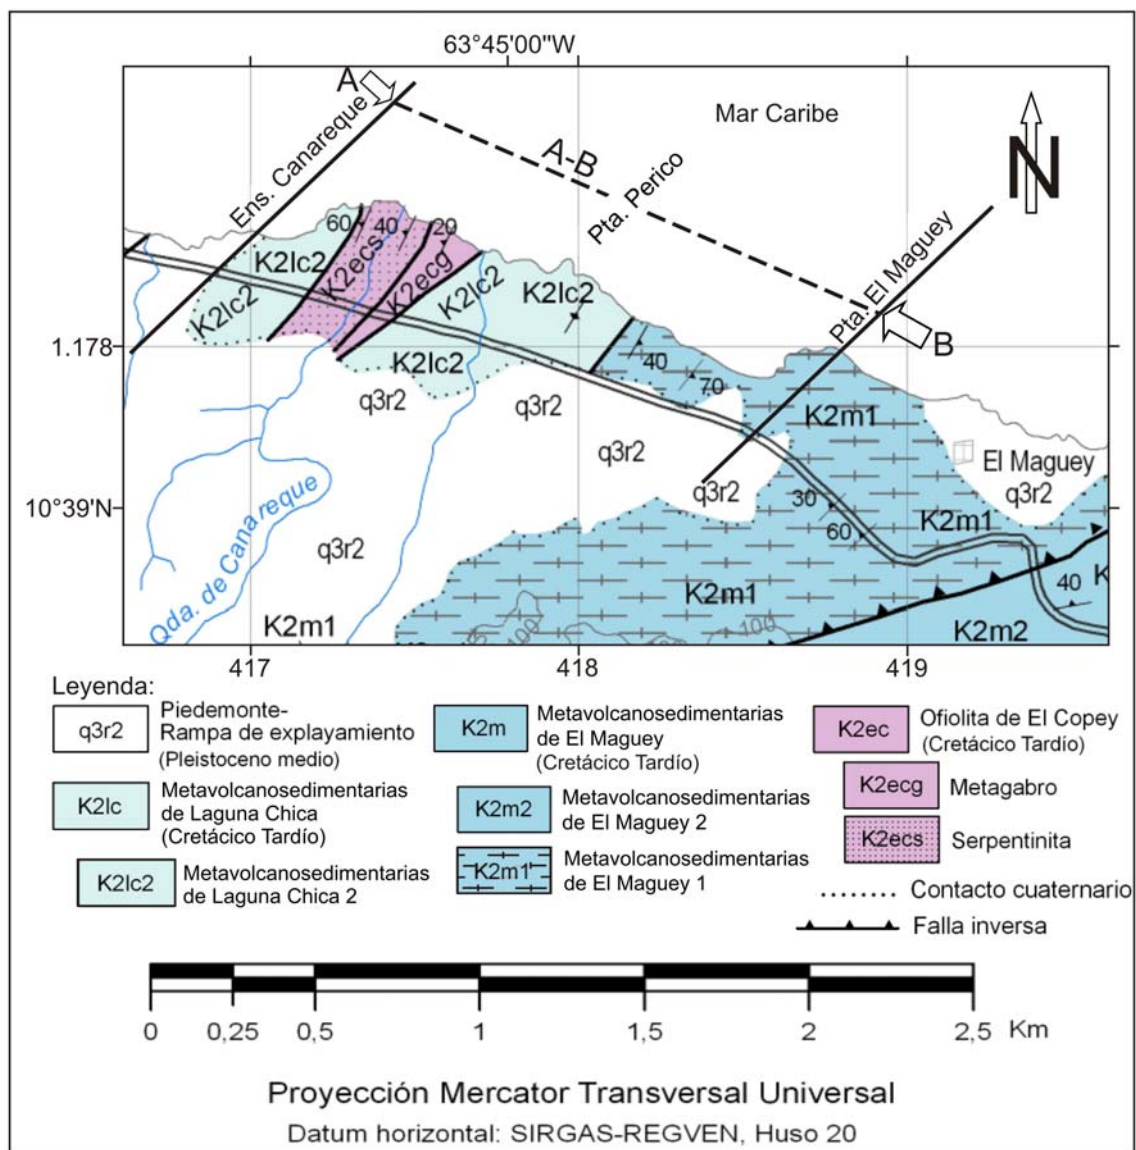 63°45'00"W
A
Mar Caribe
N
Ens. Canareque
A-B
Pta. Perico
Pta. El Maguey
B
60
40
20
K2lc2
K2ecs
K2ecg
K2lc2
K2lc2
K2lc2
K2lc2
1.178
40
70
q3r2
q3r2
K2m1
q3r2
El Maguey
q3r2
q3r2
10°39'N
30
60
K2m1
Qda. de Canareque
q3r2
K2m1
40
K
K2m1
100
100
K2m2
417
418
419
Leyenda:
q3r2
Piedemonte-
Rampa de explayamiento
(Pleistoceno medio)
K2lc
Metavolcanosedimentarias
de Laguna Chica
(Cretácico Tardío)
K2lc2
Metavolcanosedimentarias
de Laguna Chica 2
K2m
Metavolcanosedimentarias
de El Maguey
(Cretácico Tardío)
K2m2
Metavolcanosedimentarias
de El Maguey 2
K2m1
Metavolcanosedimentarias
de El Maguey 1
K2ec
Ofiolita de El Copey
(Cretácico Tardío)
K2ecg
Metagabro
K2ecs
Serpentinita
Contacto cuaternario
Falla inversa
0 0,25 0,5 1 1,5 2 2,5 Km
Proyección Mercator Transversal Universal
Datum horizontal: SIRGAS-REGVEN, Huso 20